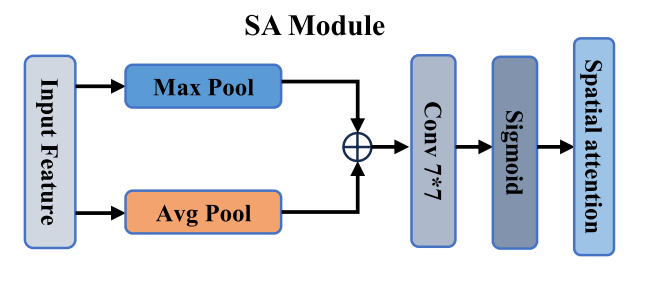 SA Module
Input Feature
Max Pool
Avg Pool
Conv 7*7
Sigmoid
Spatial attention